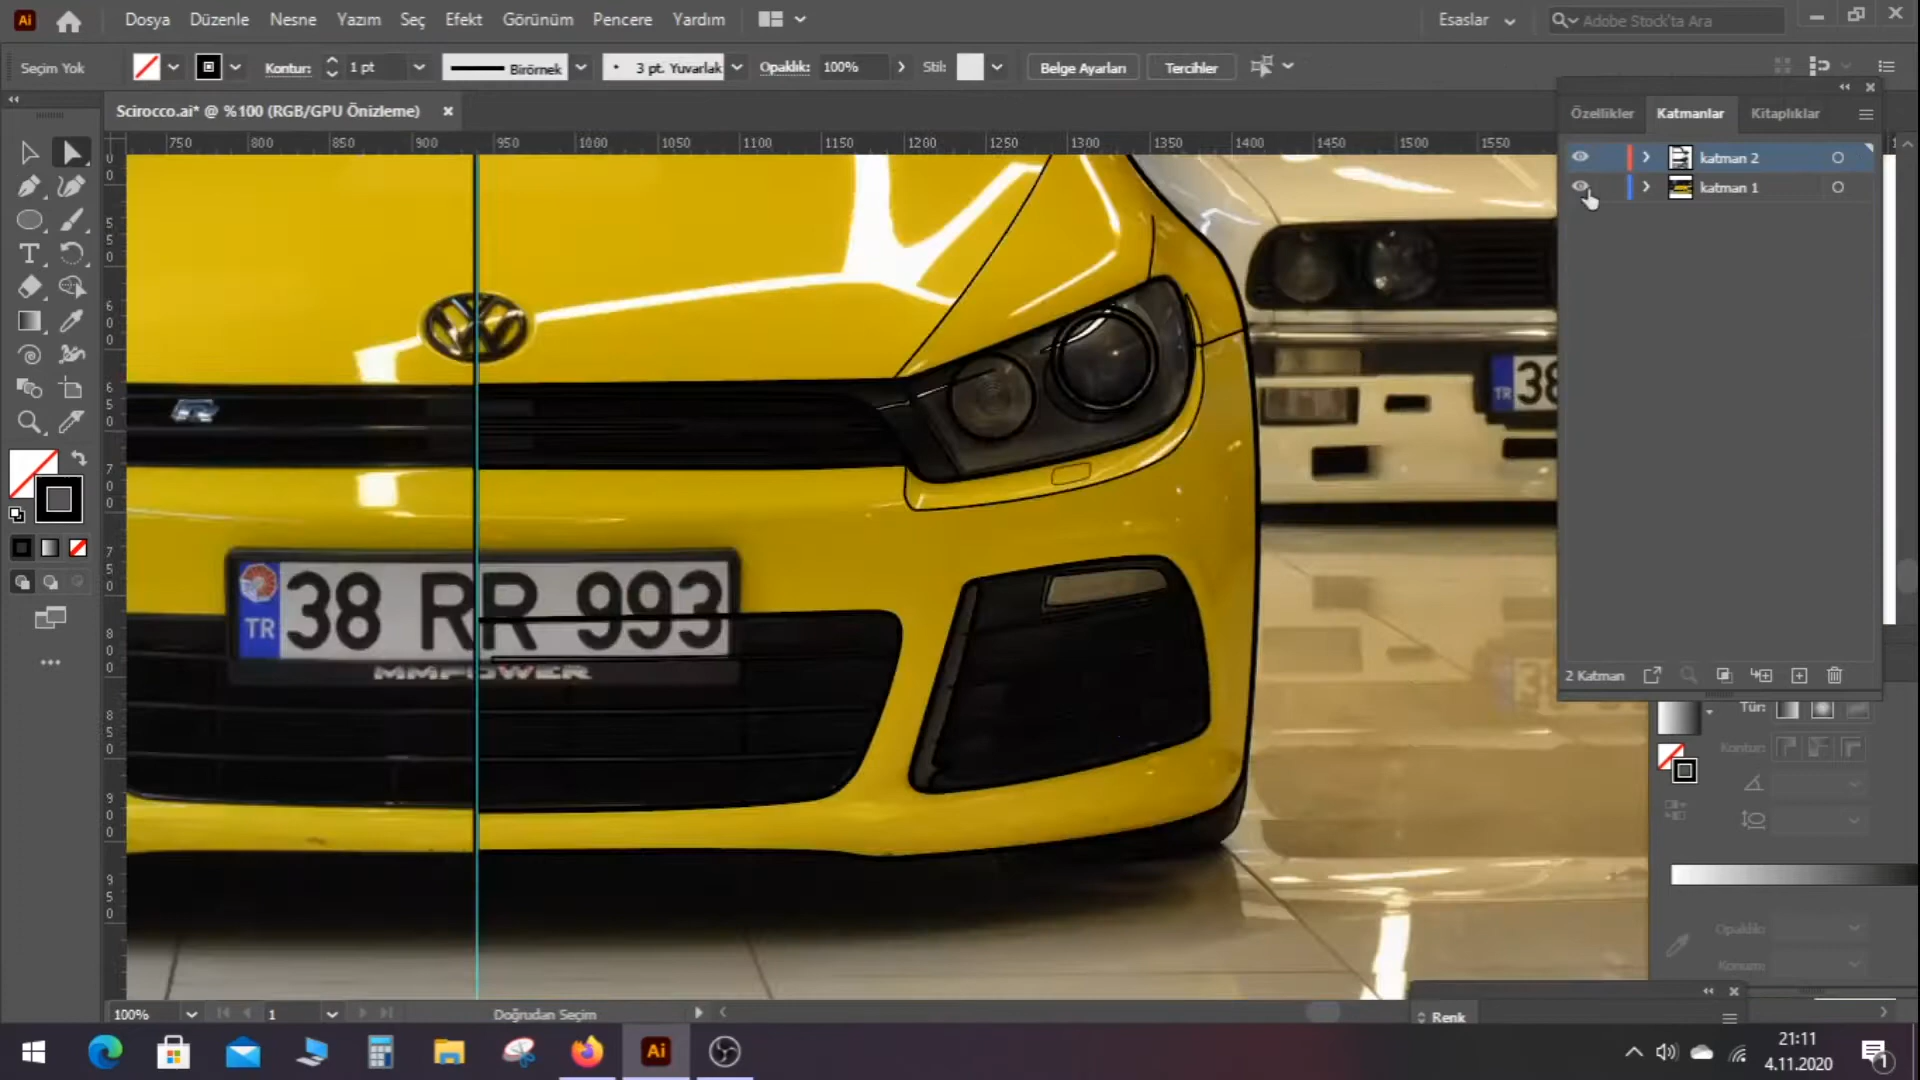 Ai Dosya Düzenle Nesne Yazım Seç Efekt Görünüm Pencere Yardım Esaslar Adobe Stock'ta Ara
Seçim Yok Kontur: 1 pt Birörnek 3 pt. Yuvarlak Opaklık: 100% Stil: Belge Ayarları Tercihler
Scirocco.ai* @ %100 (RGB/GPU Önizleme)
Özellikler Katmanlar Kitaplıklar
750 800 850 900 950 1000 1050 1100 1150 1200 1250 1300 1350 1400 1450 1500 1550
katman 2
katman 1
R
TR 38
TR 38 RR 993
MMPOWER
2 Katman
Tür:
Kontur:
Opaklık:
Konum:
100% 1 Doğrudan Seçim
Renk
Ai
21:11
4.11.2020
1